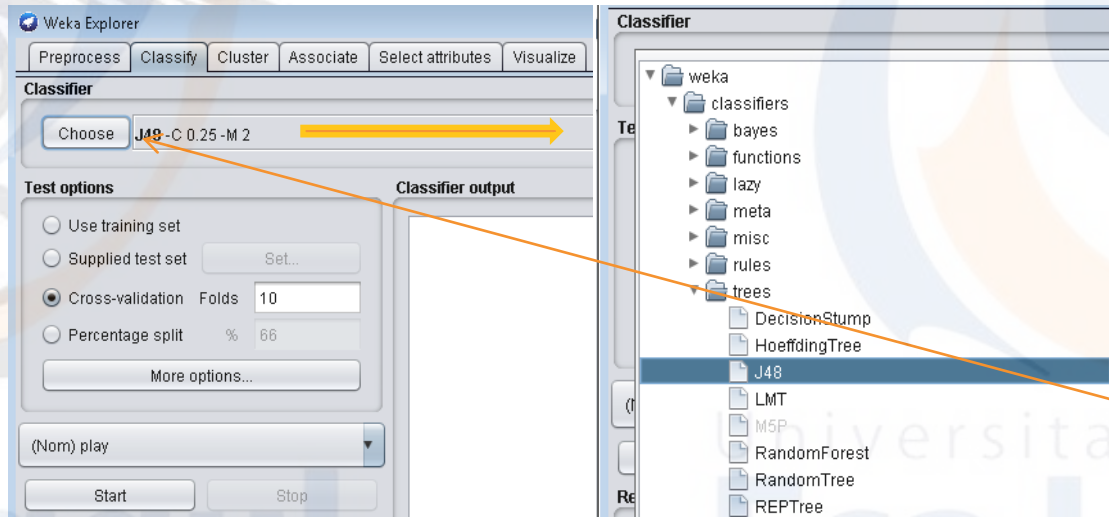 Weka Explorer
Preprocess Classify Cluster Associate Select attributes Visualize
Classifier
Choose J48 -C 0.25 -M 2
Test options
Use training set
Supplied test set Set...
Cross-validation Folds 10
Percentage split % 66
More options...
(Nom) play
Start Stop
Classifier output
Classifier
weka
classifiers
bayes
functions
lazy
meta
misc
rules
trees
DecisionStump
HoeffdingTree
J48
LMT
M5P
RandomForest
RandomTree
REPTree
Te
(N
Re
Universita